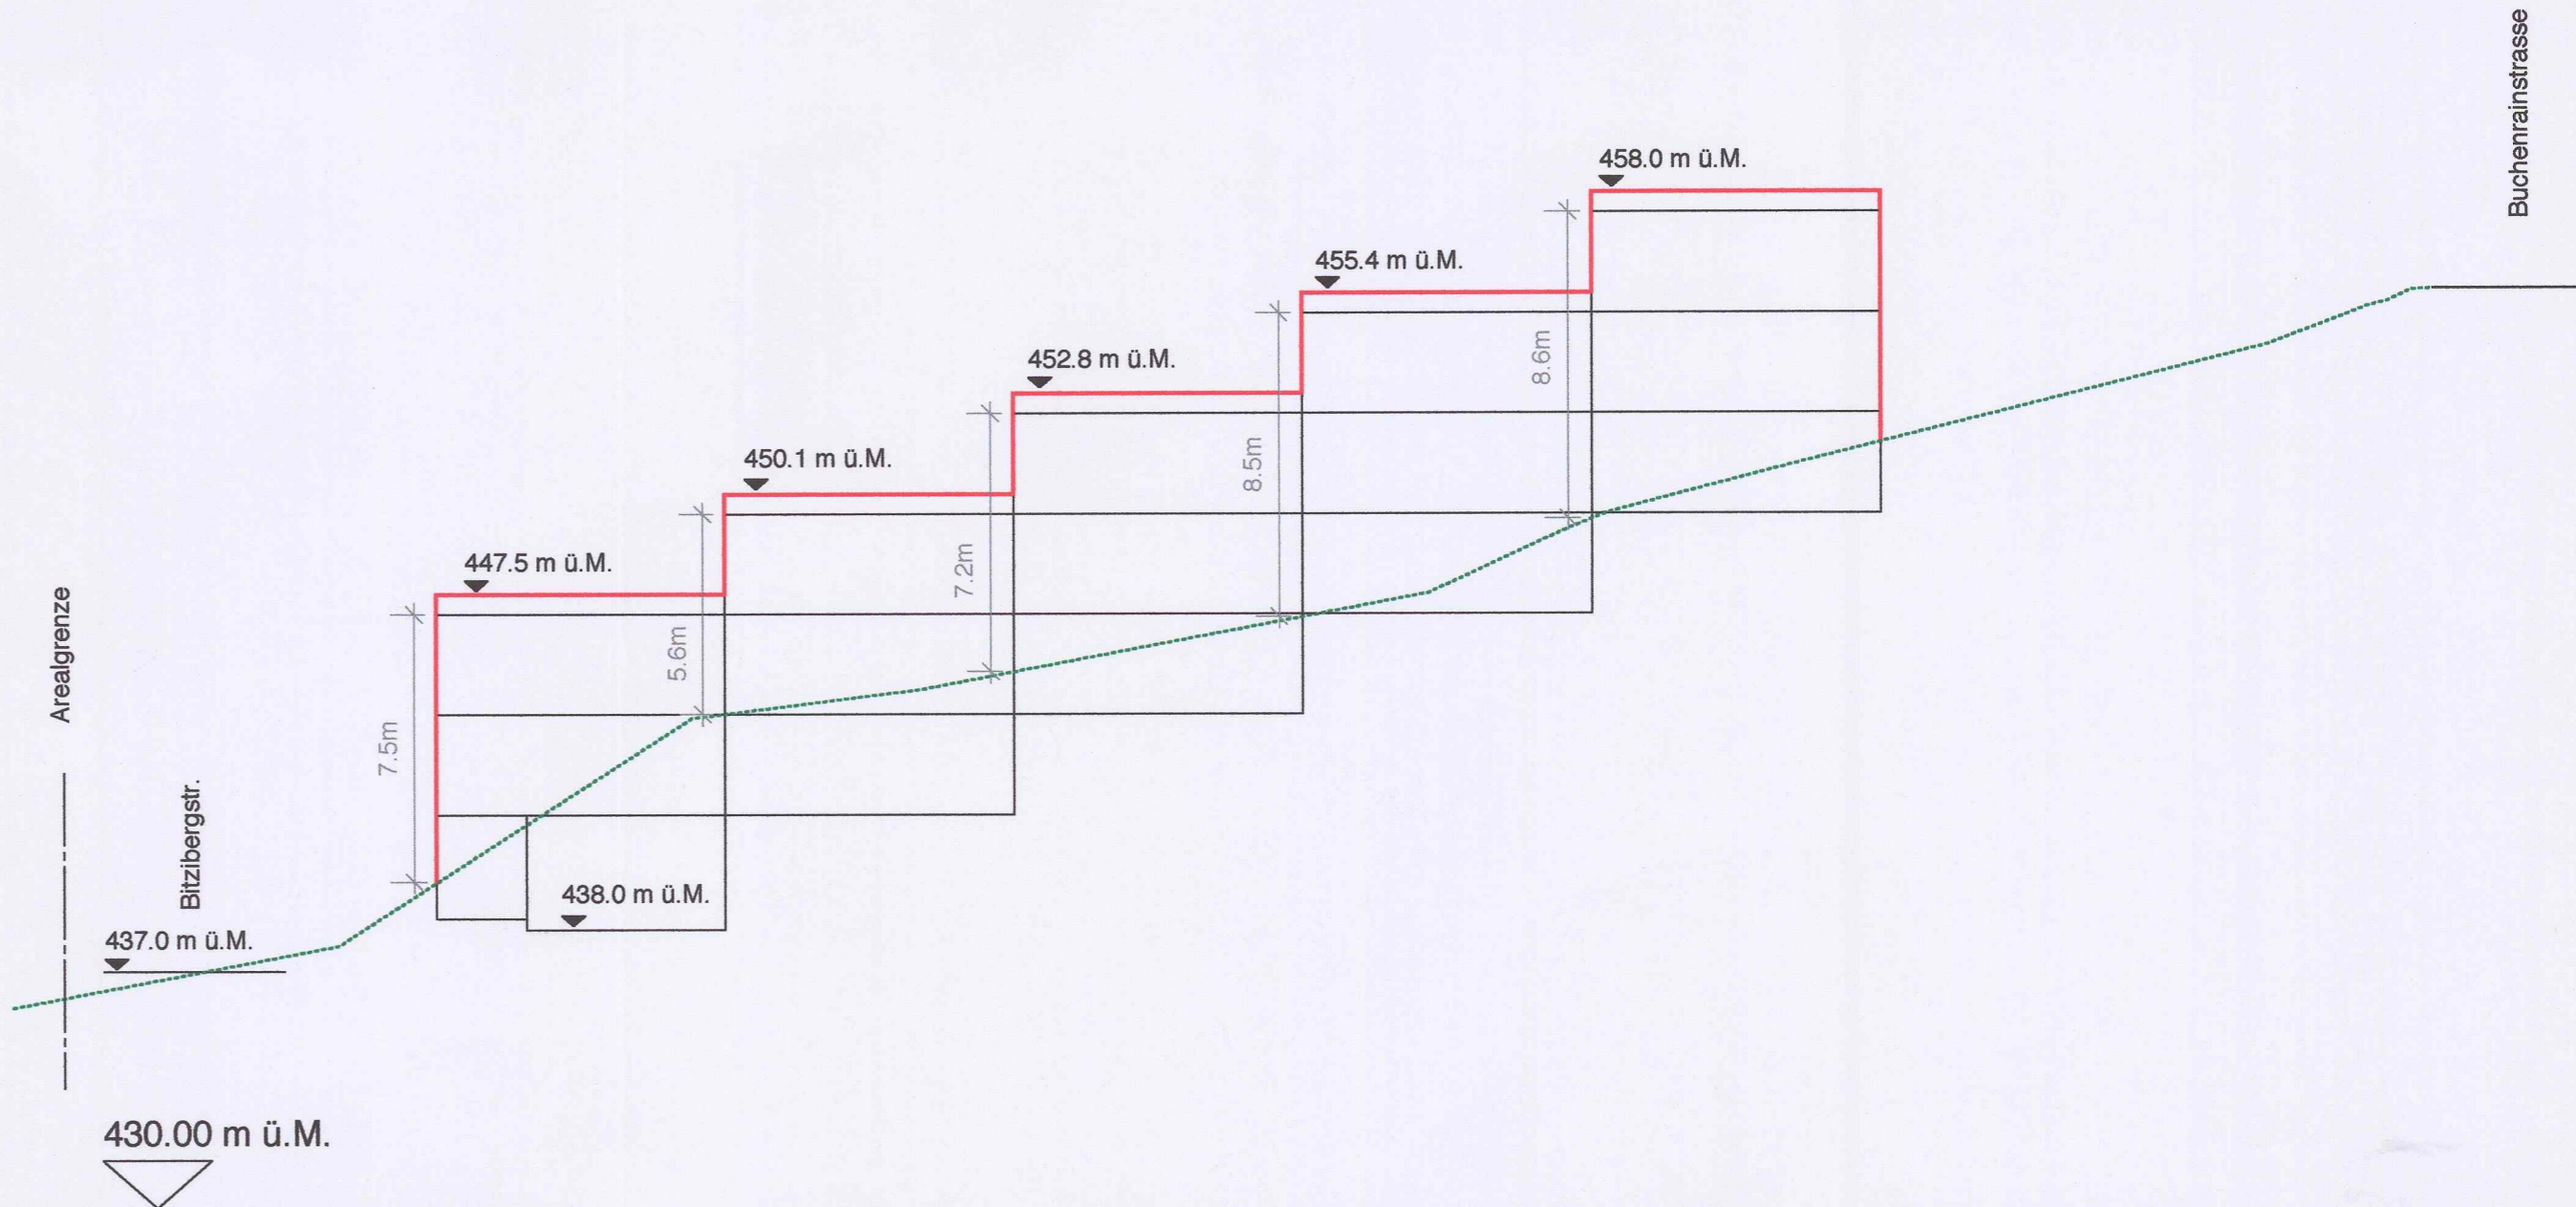 Buchenrainstrasse
458.0 m ü.M.
455.4 m ü.M.
8.6m
452.8 m ü.M.
8.5m
450.1 m ü.M.
7.2m
447.5 m ü.M.
5.6m
Arealgrenze
7.5m
Bitzibergstr.
438.0 m ü.M.
437.0 m ü.M.
430.00 m ü.M.